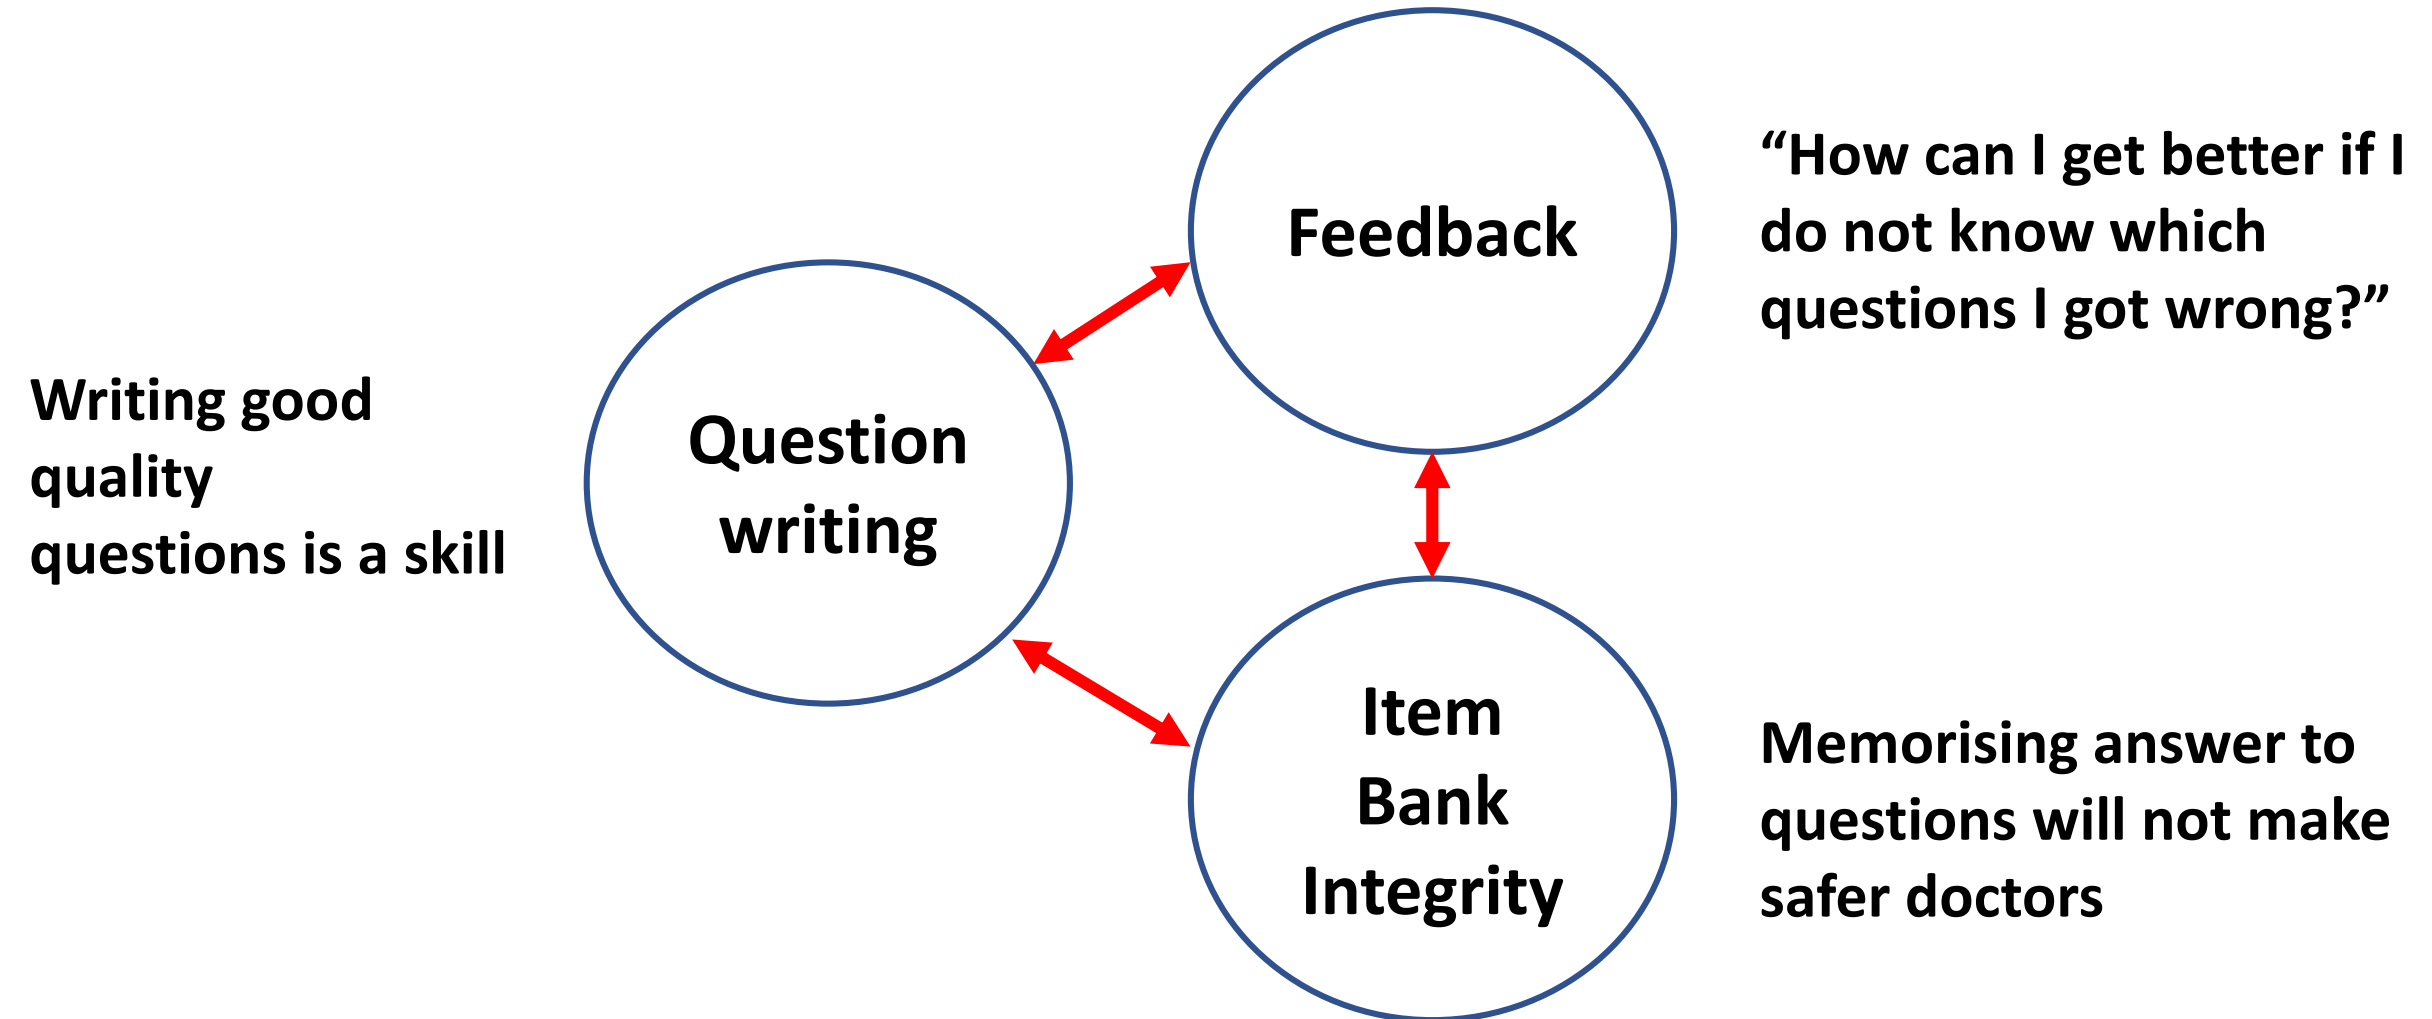 Feedback
“How can I get better if I
do not know which
questions I got wrong?”
Writing good
quality
questions is a skill
Question
writing
Item
Bank
Integrity
Memorising answer to
questions will not make
safer doctors